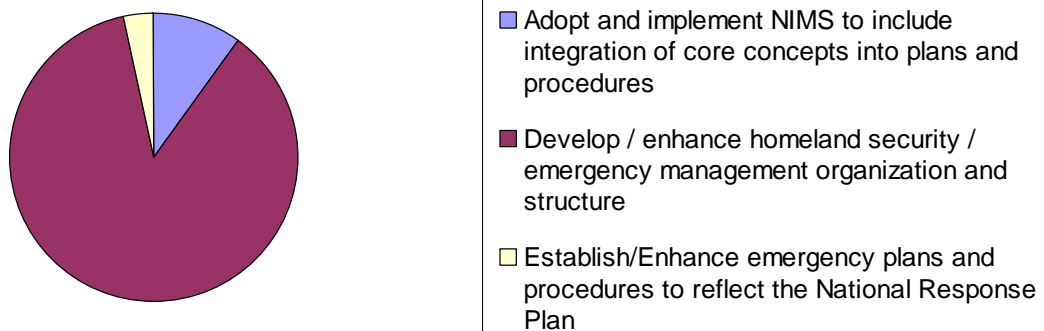 Adopt and implement NIMS to include
integration of core concepts into plans and
procedures
Develop / enhance homeland security /
emergency management organization and
structure
Establish/Enhance emergency plans and
procedures to reflect the National Response
Plan